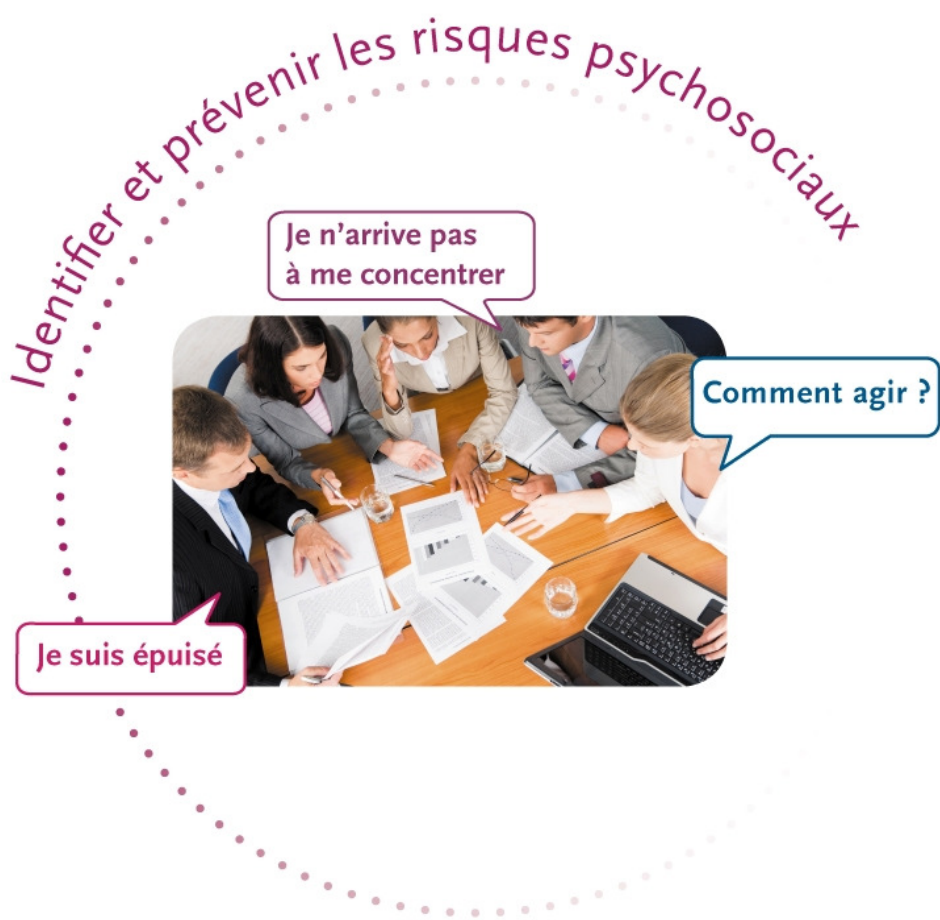 Identifier et prévenir les risques psychosociaux
Je n’arrive pas
à me concentrer
Comment agir ?
Je suis épuisé